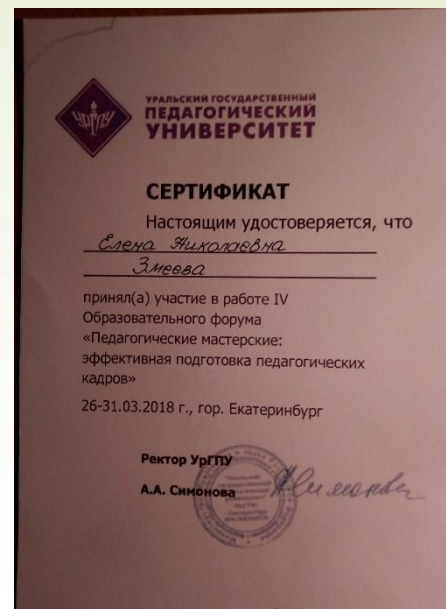 УрГПУ
УРАЛЬСКИЙ ГОСУДАРСТВЕННЫЙ
ПЕДАГОГИЧЕСКИЙ
УНИВЕРСИТЕТ
СЕРТИФИКАТ
Настоящим удостоверяется, что
Елена Николаевна
Змеева
принял(а) участие в работе IV
Образовательного форума
«Педагогические мастерские:
эффективная подготовка педагогических
кадров»
26-31.03.2018 г., гор. Екатеринбург
Ректор УрГПУ
А.А. Симонова